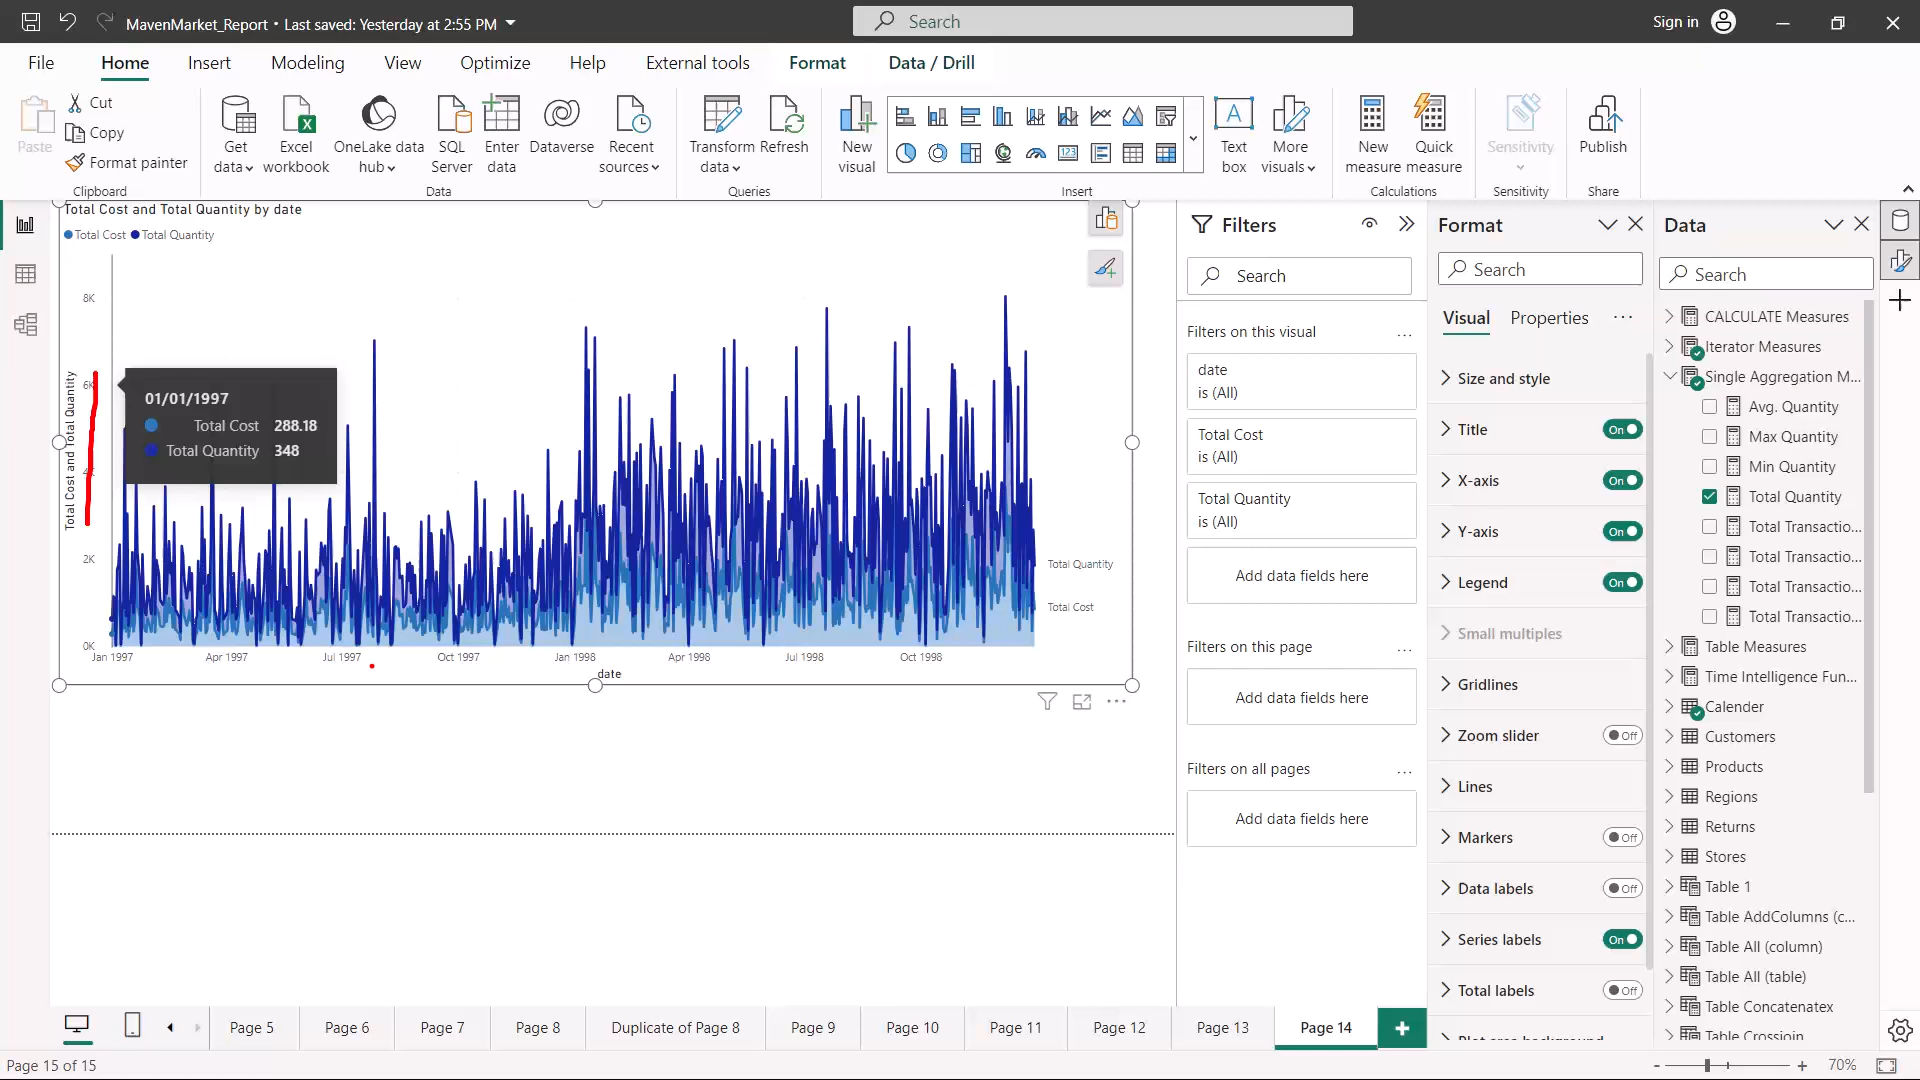 MavenMarket_Report • Last saved: Yesterday at 2:55 PM
Search
Sign in
File
Home
Insert
Modeling
View
Optimize
Help
External tools
Format
Data / Drill
Paste
Cut
Copy
Format painter
Clipboard
Get data
Excel workbook
OneLake data hub
SQL Server
Enter data
Dataverse
Recent sources
Data
Transform data
Refresh
Queries
New visual
Text box
More visuals
Insert
New measure
Quick measure
Calculations
Sensitivity
Sensitivity
Publish
Share
Total Cost and Total Quantity by date
Total Cost
Total Quantity
Total Cost and Total Quantity
8K
6K
2K
0K
01/01/1997
Total Cost 288.18
Total Quantity 348
Total Quantity
Total Cost
Jan 1997
Apr 1997
Jul 1997
Oct 1997
Jan 1998
Apr 1998
Jul 1998
Oct 1998
date
Filters
Search
Filters on this visual
date
is (All)
Total Cost
is (All)
Total Quantity
is (All)
Add data fields here
Filters on this page
Add data fields here
Filters on all pages
Add data fields here
Format
Search
Visual
Properties
Size and style
Title On
X-axis On
Y-axis On
Legend On
Small multiples
Gridlines
Zoom slider Off
Lines
Markers Off
Data labels Off
Series labels On
Total labels Off
Data
Search
CALCULATE Measures
Iterator Measures
Single Aggregation M...
Avg. Quantity
Max Quantity
Min Quantity
Total Quantity
Total Transactio...
Total Transactio...
Total Transactio...
Total Transactio...
Table Measures
Time Intelligence Fun...
Calender
Customers
Products
Regions
Returns
Stores
Table 1
Table AddColumns (c...
Table All (column)
Table All (table)
Table Concatenatex
Table Crossjoin
Page 5
Page 6
Page 7
Page 8
Duplicate of Page 8
Page 9
Page 10
Page 11
Page 12
Page 13
Page 14
Page 15 of 15
70%